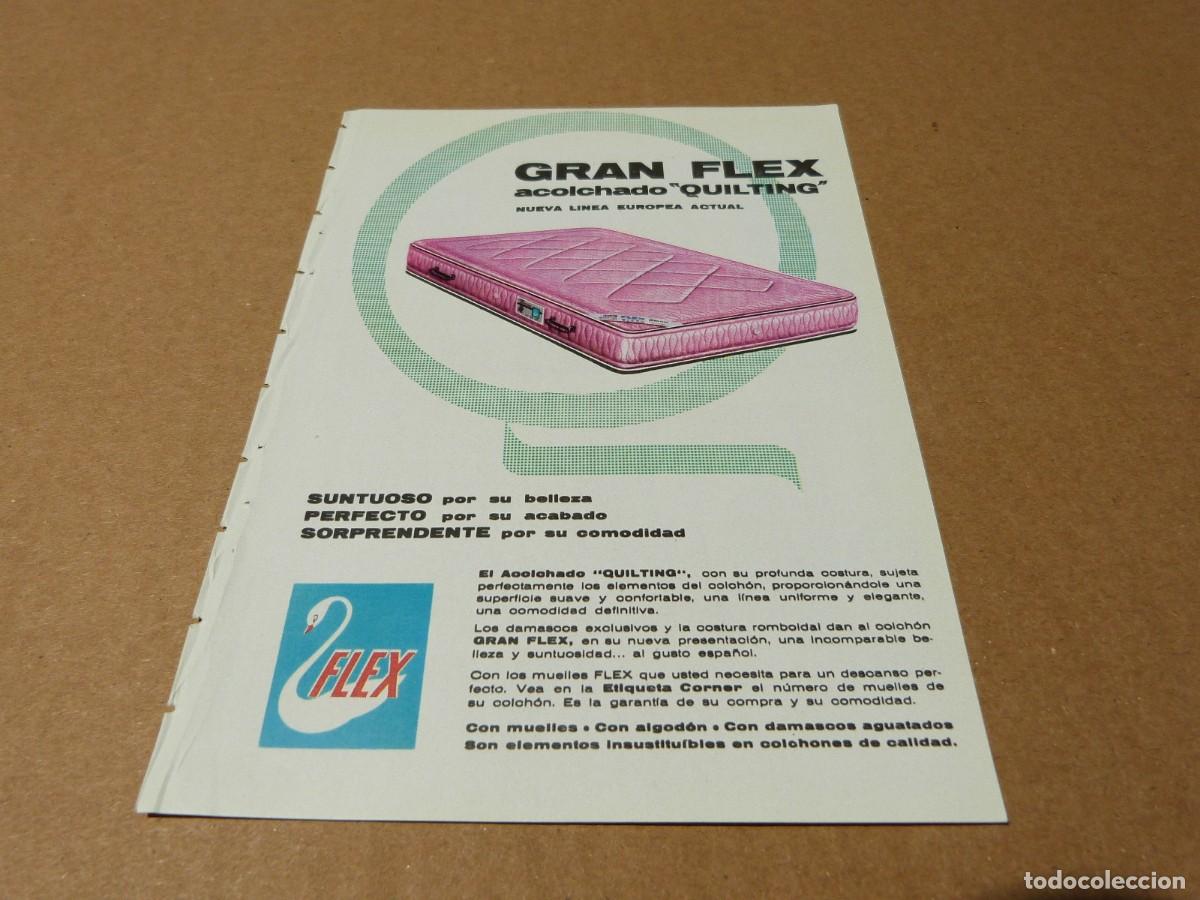 GRAN FLEX
acolchado "QUILTING"
NUEVA LINEA EUROPEA ACTUAL
SUNTUOSO por su belleza
PERFECTO por su acabado
SORPRENDENTE por su comodidad
El Acolchado "QUILTING", con su profunda costura, sujeta
perfectamente los elementos del colchón, proporcionándole una
superficie suave y confortable, una línea uniforme y elegante,
una comodidad definitiva.
Los damascos exclusivos y la costura romboidal dan al colchón
GRAN FLEX, en su nueva presentación, una incomparable be-
lleza y suntuosidad... al gusto español.
Con los muelles FLEX que usted necesita para un descanso per-
fecto. Vea en la Etiqueta Corner el número de muelles de
su colchón. Es la garantía de su compra y su comodidad.
Con muelles • Con algodón • Con damascos aguatados
Son elementos insustituíbles en colchones de calidad.
FLEX
todocoleccion